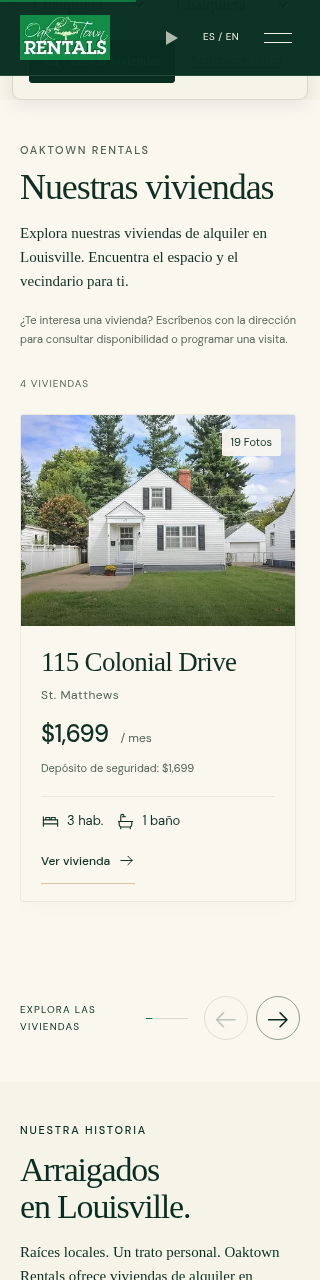 Oak Town
RENTALS
ES / EN
OAKTOWN RENTALS
Nuestras viviendas
Explora nuestras viviendas de alquiler en
Louisville. Encuentra el espacio y el
vecindario para ti.
¿Te interesa una vivienda? Escríbenos con la dirección
para consultar disponibilidad o programar una visita.
4 VIVIENDAS
19 Fotos
115 Colonial Drive
St. Matthews
$1,699 / mes
Depósito de seguridad: $1,699
3 hab. 1 baño
Ver vivienda
EXPLORA LAS
VIVIENDAS
NUESTRA HISTORIA
Arraigados
en Louisville.
Raíces locales. Un trato personal. Oaktown
Rentals ofrece viviendas de alquiler en